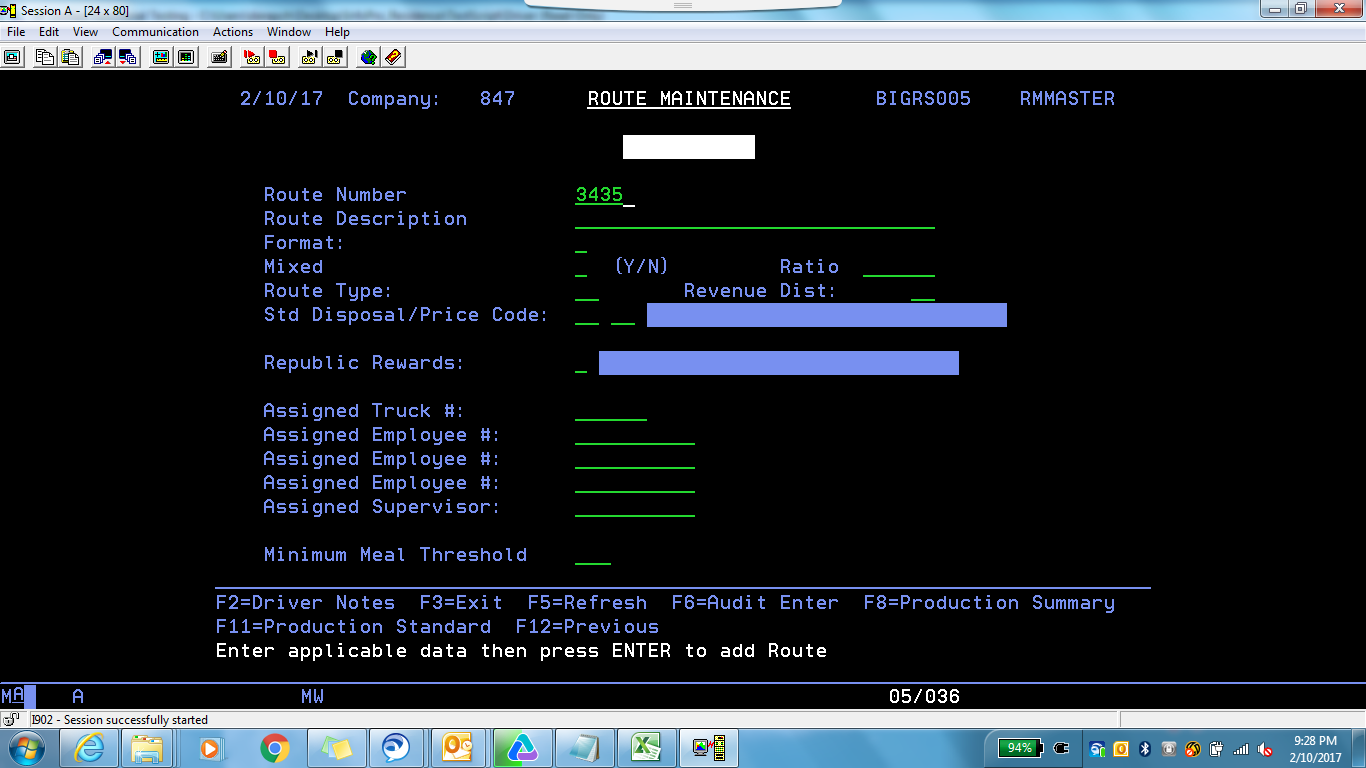 Session A - [24 x 80]
File Edit View Communication Actions Window Help
2/10/17 Company: 847 ROUTE MAINTENANCE BIGRS005 RMMASTER
Route Number 3435
Route Description
Format:
Mixed (Y/N) Ratio
Route Type: Revenue Dist:
Std Disposal/Price Code:
Republic Rewards:
Assigned Truck #:
Assigned Employee #:
Assigned Employee #:
Assigned Employee #:
Assigned Supervisor:
Minimum Meal Threshold
F2=Driver Notes F3=Exit F5=Refresh F6=Audit Enter F8=Production Summary
F11=Production Standard F12=Previous
Enter applicable data then press ENTER to add Route
MA A MW 05/036
I902 - Session successfully started
94% 9:28 PM
2/10/2017